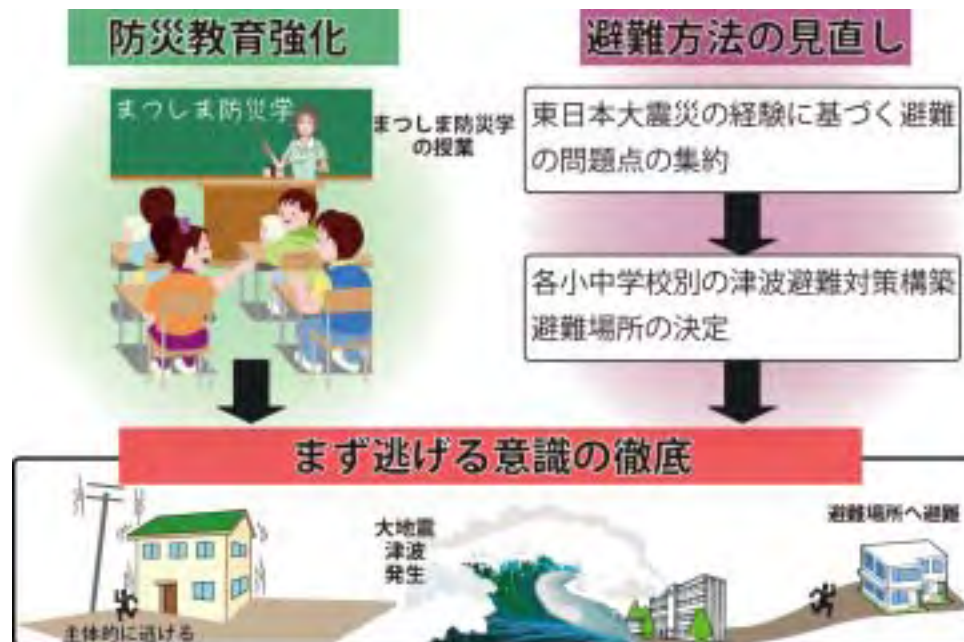 防災教育強化
まつしま防災学
まつしま防災学
の授業
避難方法の見直し
東日本大震災の経験に基づく避難
の問題点の集約
各小中学校別の津波避難対策構築
避難場所の決定
まず逃げる意識の徹底
主体的に逃げる
大地震
津波
発生
避難場所へ避難